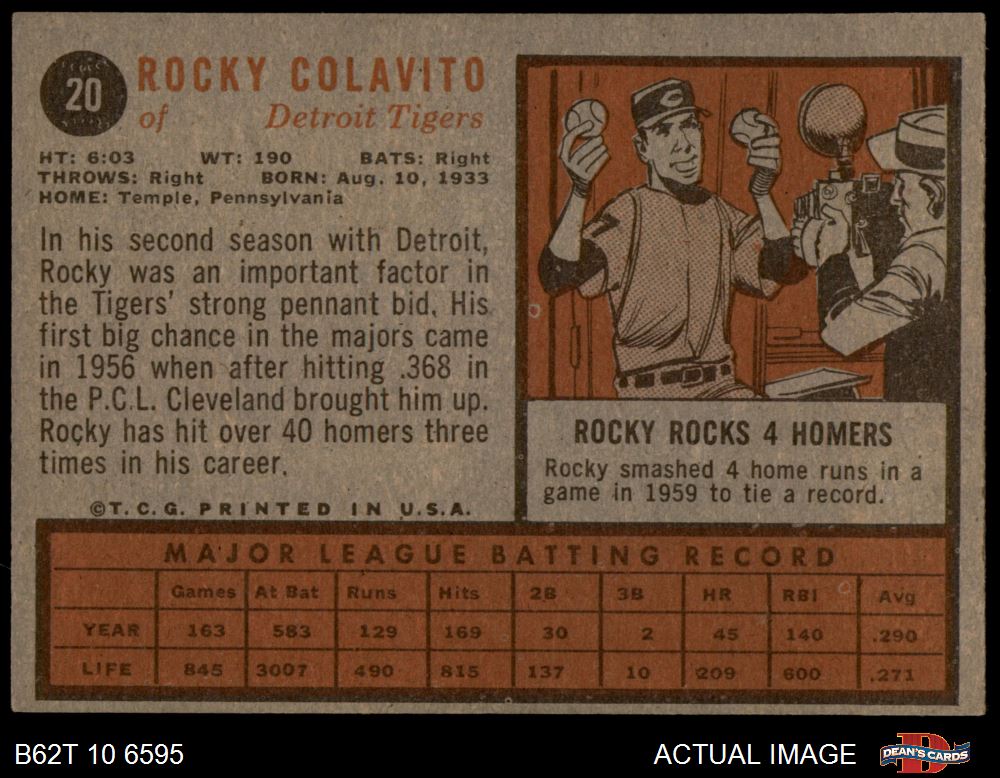 20
ROCKY COLAVITO
of Detroit Tigers
HT: 6:03 WT: 190 BATS: Right
THROWS: Right BORN: Aug. 10, 1933
HOME: Temple, Pennsylvania
In his second season with Detroit,
Rocky was an important factor in
the Tigers' strong pennant bid. His
first big chance in the majors came
in 1956 when after hitting .368 in
the P.C.L. Cleveland brought him up.
Rocky has hit over 40 homers three
times in his career.
©T. C. G. PRINTED IN U.S.A.
C
7
ROCKY ROCKS 4 HOMERS
Rocky smashed 4 home runs in a
game in 1959 to tie a record.
MAJOR LEAGUE BATTING RECORD
Games At Bat Runs Hits 2B 3B HR RBI Avg
YEAR 163 583 129 169 30 2 45 140 .290
LIFE 845 3007 490 815 137 10 209 600 .271
B62T 10 6595
ACTUAL IMAGE
D
DEAN'S CARDS